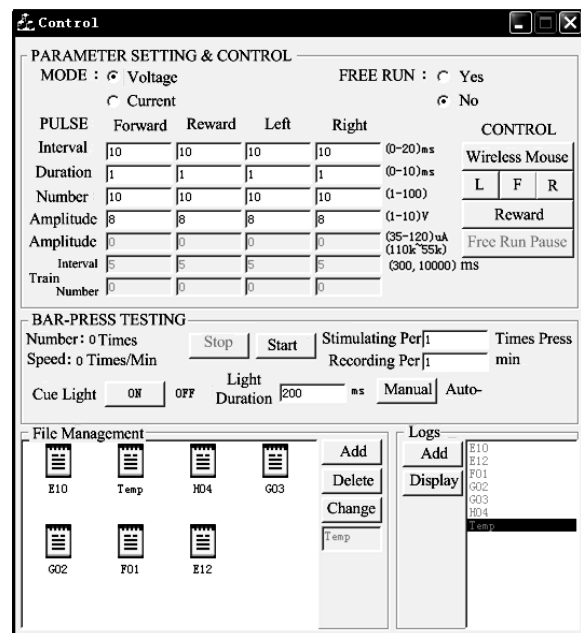 Control
PARAMETER SETTING & CONTROL
MODE : Voltage FREE RUN : Yes
Current No
PULSE Forward Reward Left Right CONTROL
Interval 10 10 10 10 (0-20)ms Wireless Mouse
Duration 1 1 1 1 (0-10)ms L F R
Number 10 10 10 10 (1-100)
Amplitude 8 8 8 8 (1-10)V Reward
Amplitude 0 0 0 0 (35-120)uA (110k~55k) Free Run Pause
Interval 5 5 5 5 (300, 10000) ms
Train
Number 0 0 0 0
BAR-PRESS TESTING
Number: 0 Times Stop Start Stimulating Per 1 Times Press
Speed: 0 Times/Min Recording Per 1 min
Cue Light ON OFF Light Duration 200 ms Manual Auto-
File Management Logs
E10 Temp H04 G03
G02 F01 E12
Add
Delete
Change
Temp
Add
Display
E10
E12
F01
G02
G03
H04
Temp